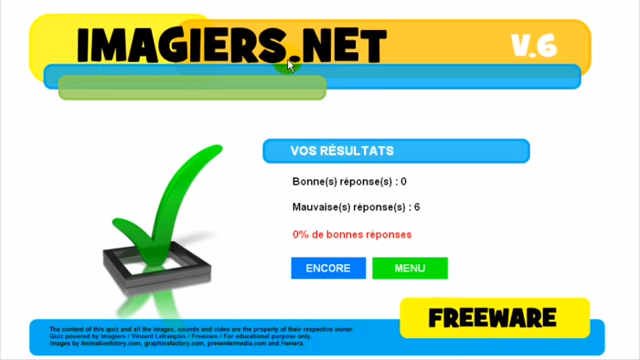 IMAGIERS.NET
V.6
VOS RÉSULTATS
Bonne(s) réponse(s) : 0
Mauvaise(s) réponse(s) : 6
0% de bonnes réponses
ENCORE
MENU
FREEWARE
The content of this quiz and all the images, sounds and video are the property of their respective owner.
Quiz powered by Imagiers / Vincent Lefrançois / Freeware / For educational purpose only.
Images by Animationfctory.com, graphicsfactory.com, presentermedia.com and Hemera.